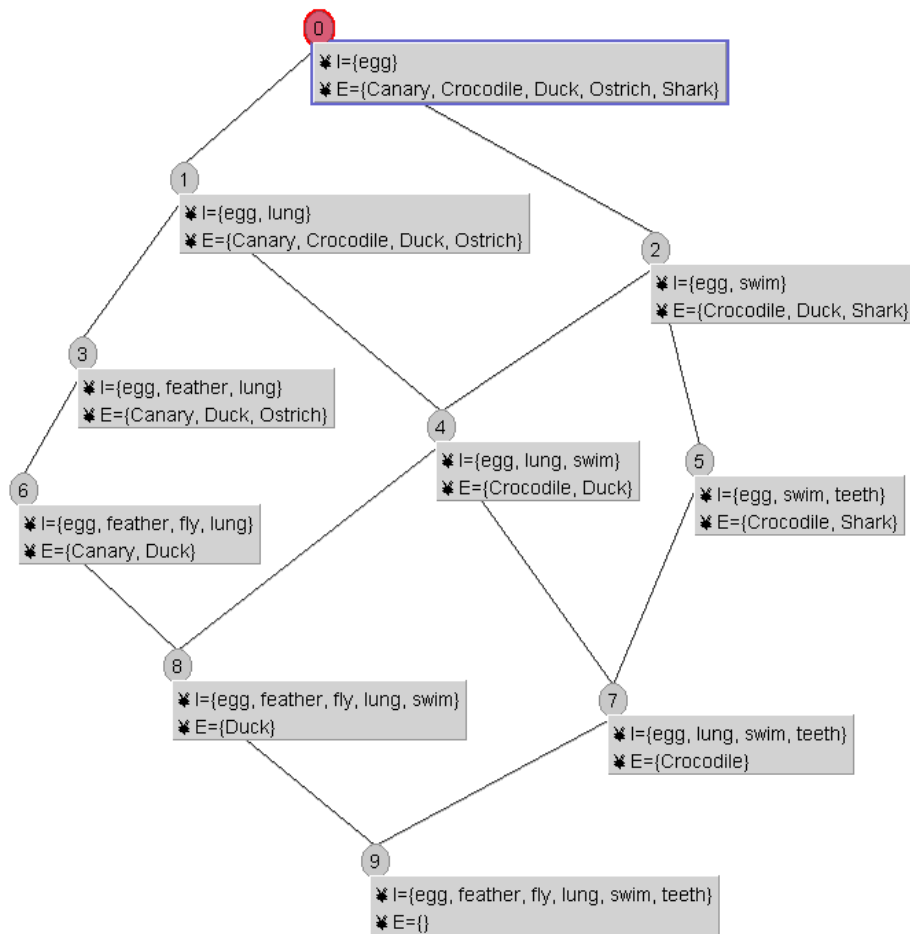 0
I={egg}
E={Canary, Crocodile, Duck, Ostrich, Shark}
1
I={egg, lung}
E={Canary, Crocodile, Duck, Ostrich}
2
I={egg, swim}
E={Crocodile, Duck, Shark}
3
I={egg, feather, lung}
E={Canary, Duck, Ostrich}
4
I={egg, lung, swim}
E={Crocodile, Duck}
5
I={egg, swim, teeth}
E={Crocodile, Shark}
6
I={egg, feather, fly, lung}
E={Canary, Duck}
8
I={egg, feather, fly, lung, swim}
E={Duck}
7
I={egg, lung, swim, teeth}
E={Crocodile}
9
I={egg, feather, fly, lung, swim, teeth}
E={}